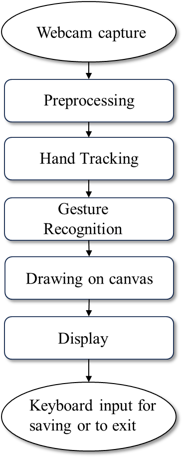 Webcam capture
Preprocessing
Hand Tracking
Gesture
Recognition
Drawing on canvas
Display
Keyboard input for
saving or to exit